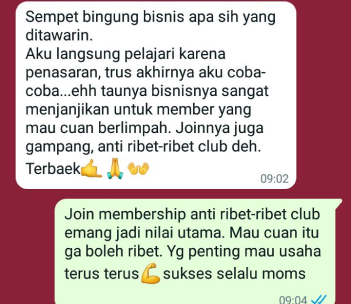 Sempet bingung bisnis apa sih yang
ditawarin.
Aku langsung pelajari karena
penasaran, trus akhirnya aku coba-
coba...ehh taunya bisnisnya sangat
menjanjikan untuk member yang
mau cuan berlimpah. Joinnya juga
gampang, anti ribet-ribet club deh.
Terbaek👍🙏👐
09:02
Join membership anti ribet-ribet club
emang jadi nilai utama. Mau cuan itu
ga boleh ribet. Yg penting mau usaha
terus terus💪 sukses selalu moms
09:04